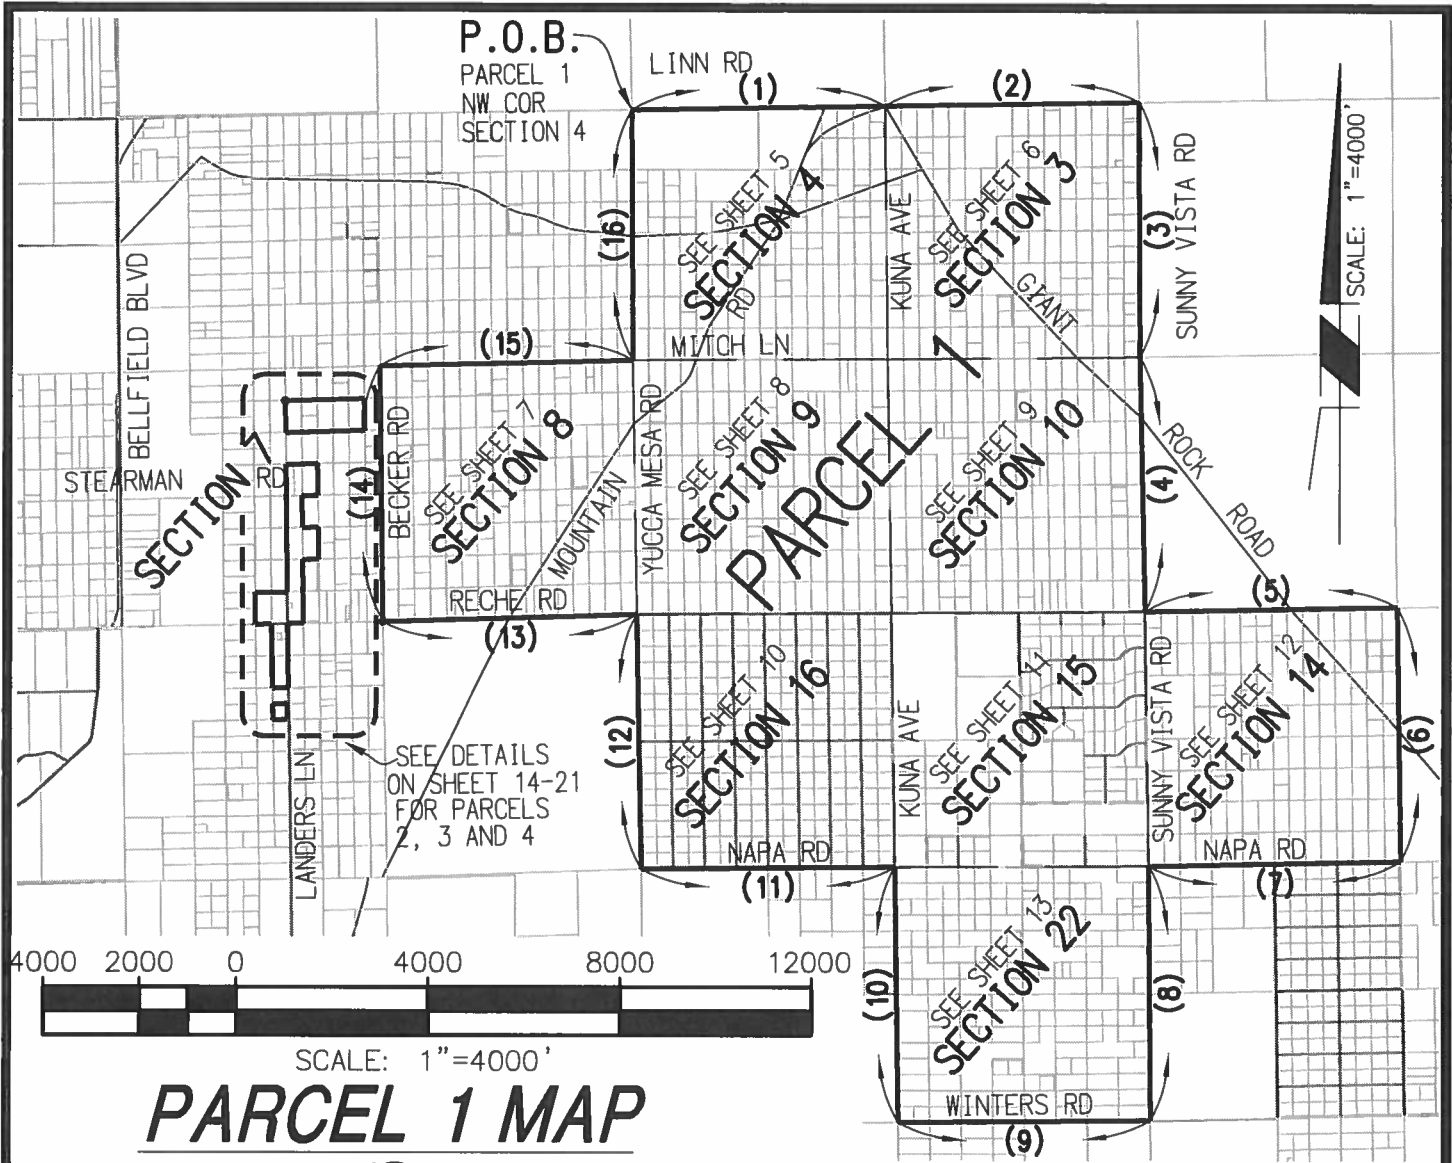 P.O.B.
PARCEL 1
NW COR
SECTION 4
LINN RD
(1)
(2)
SUNNY VISTA RD
(3)
SCALE: 1"=4000'
SEE SHEET 5
SECTION 4
KUNA AVE
SEE SHEET 6
SECTION 3
(16)
RD
GIANT
BELLFIELD BLVD
(15)
MITCH LN
1
STEARMAN RD
SECTION 7
(14)
BECKER RD
SEE SHEET 7
SECTION 8
MOUNTAIN
YUCCA MESA RD
SEE SHEET 8
SECTION 9
PARCEL
SEE SHEET 9
SECTION 10
(4)
ROCK
ROAD
RECHE RD
(13)
(5)
(12)
SEE SHEET 10
SECTION 16
KUNA AVE
SEE SHEET 11
SECTION 15
SUNNY VISTA RD
SEE SHEET 12
SECTION 14
(6)
SEE DETAILS
ON SHEET 14-21
FOR PARCELS
2, 3 AND 4
LANDERS LN
NAPA RD
(11)
NAPA RD
(7)
(10)
SEE SHEET 13
SECTION 22
(8)
WINTERS RD
(9)
4000 2000 0 4000 8000 12000
SCALE: 1"=4000'
PARCEL 1 MAP